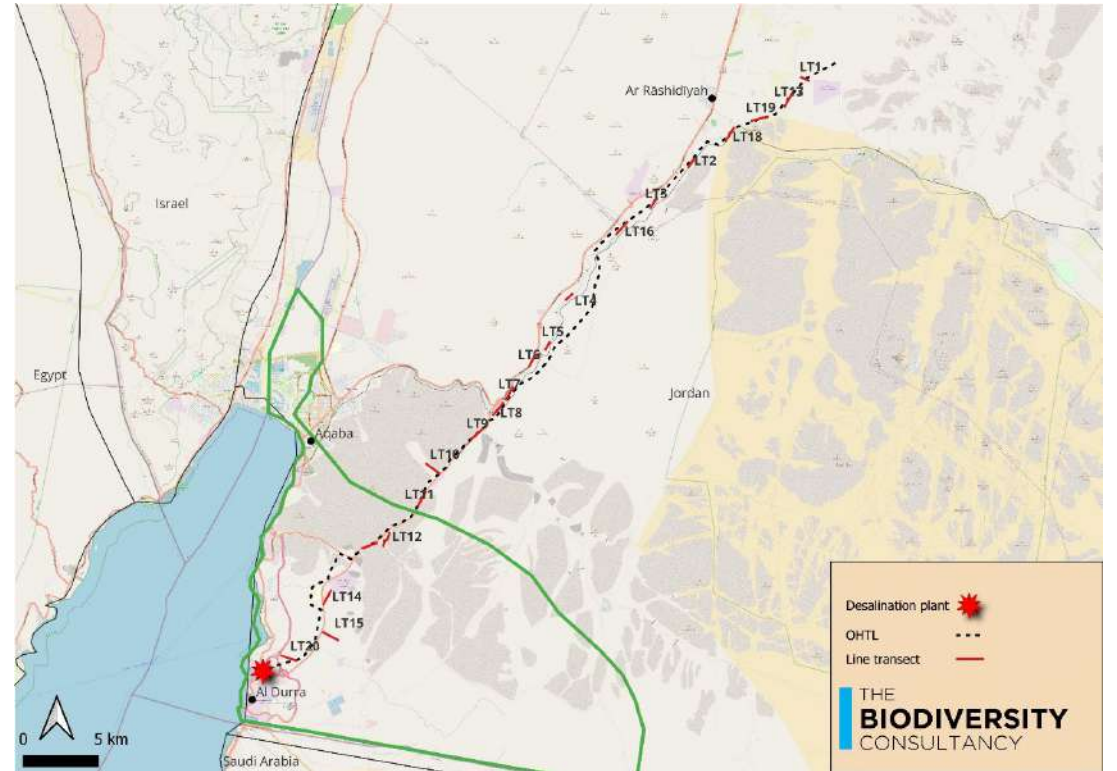 LT1
Ar Rāshidīyah
LT13
LT19
LT18
LT2
LT3
LT16
Israel
LT4
LT5
LT6
Egypt
LT7
Jordan
LT8
LT9
Aqaba
LT10
LT11
LT12
LT14
LT15
LT20
Al Durra
0 5 km
Saudi Arabia
Desalination plant
OHTL
Line transect
THE
BIODIVERSITY
CONSULTANCY